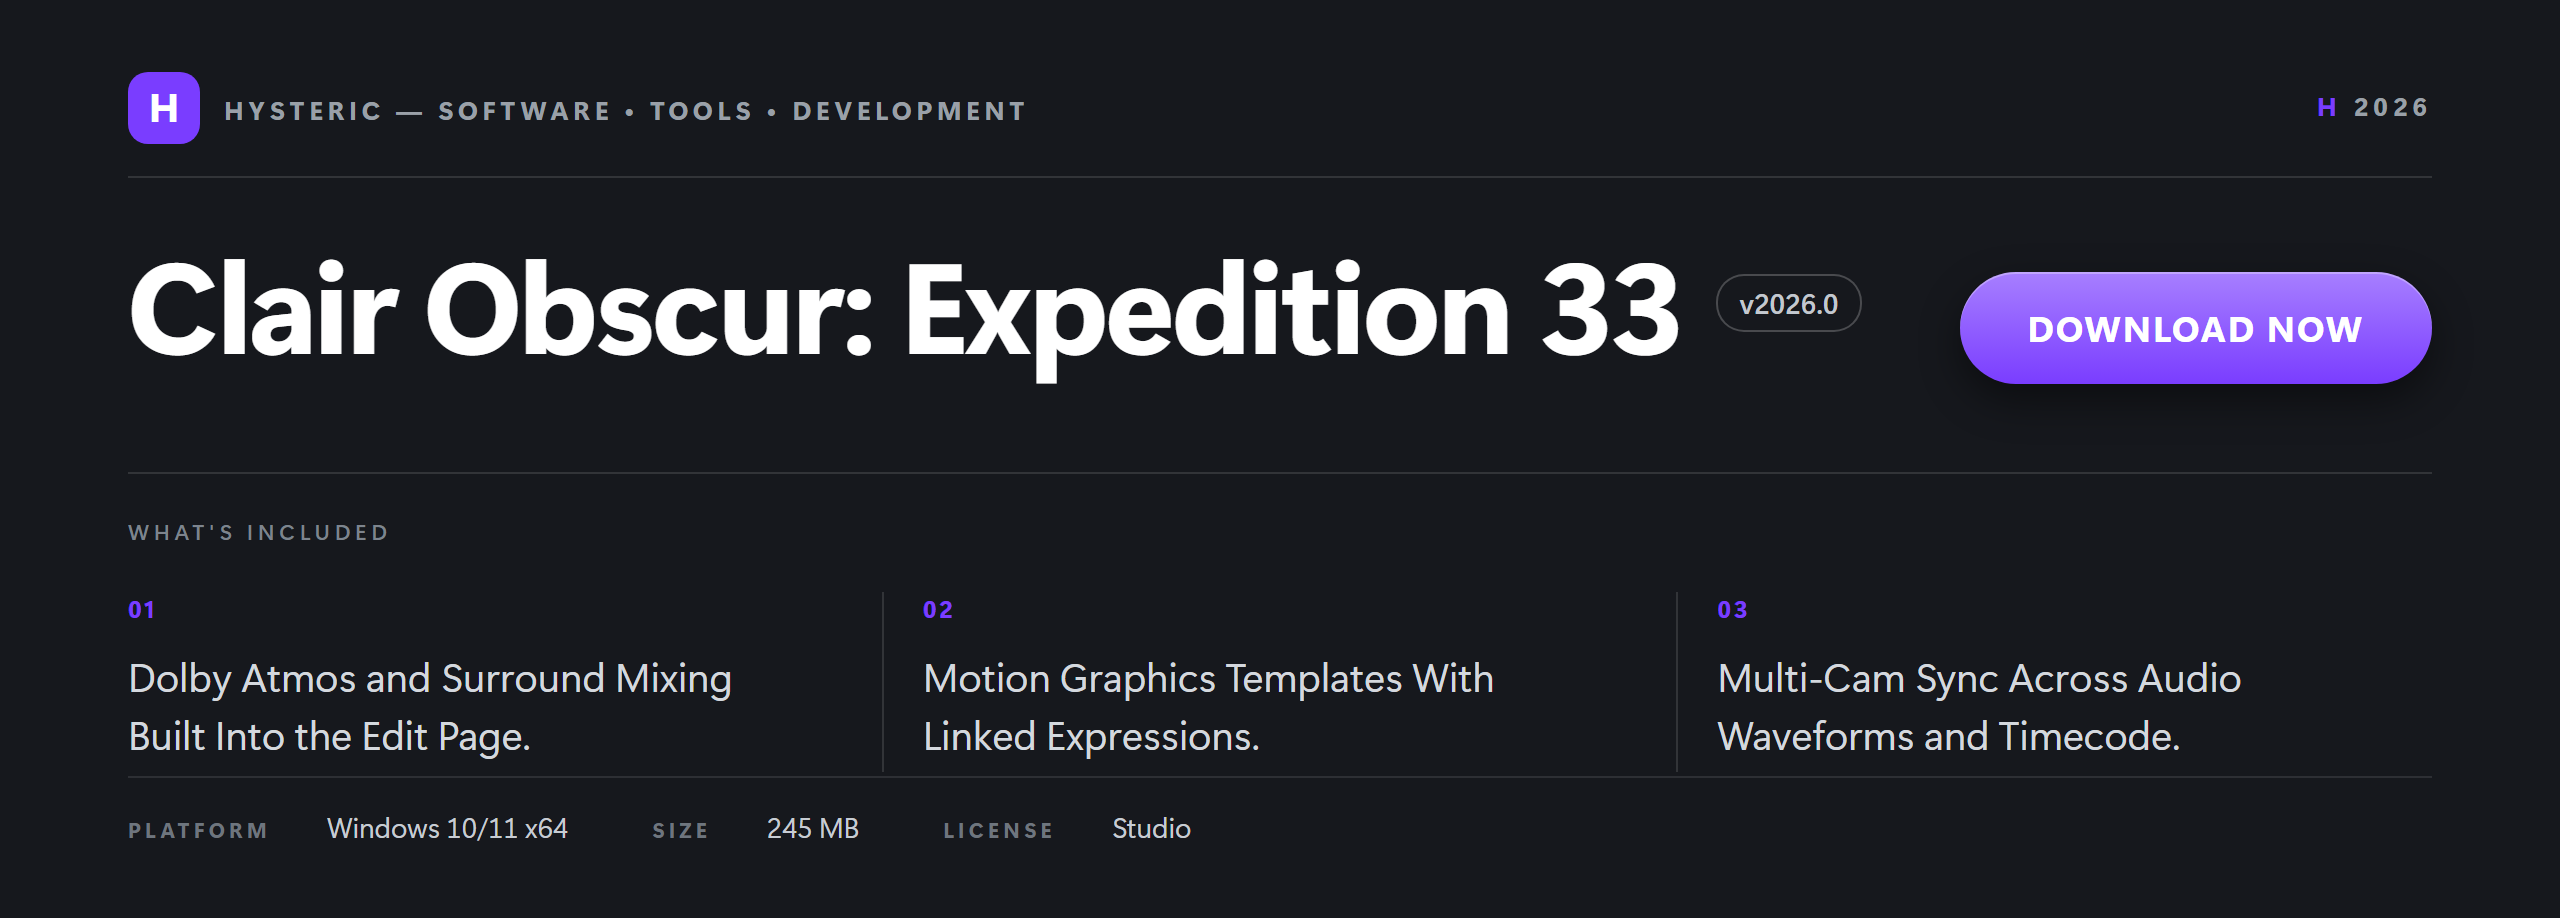 H HYSTERIC — SOFTWARE • TOOLS • DEVELOPMENT
H 2026
Clair Obscur: Expedition 33 v2026.0
DOWNLOAD NOW
WHAT'S INCLUDED
01
Dolby Atmos and Surround Mixing
Built Into the Edit Page.
02
Motion Graphics Templates With
Linked Expressions.
03
Multi-Cam Sync Across Audio
Waveforms and Timecode.
PLATFORM Windows 10/11 x64 SIZE 245 MB LICENSE Studio